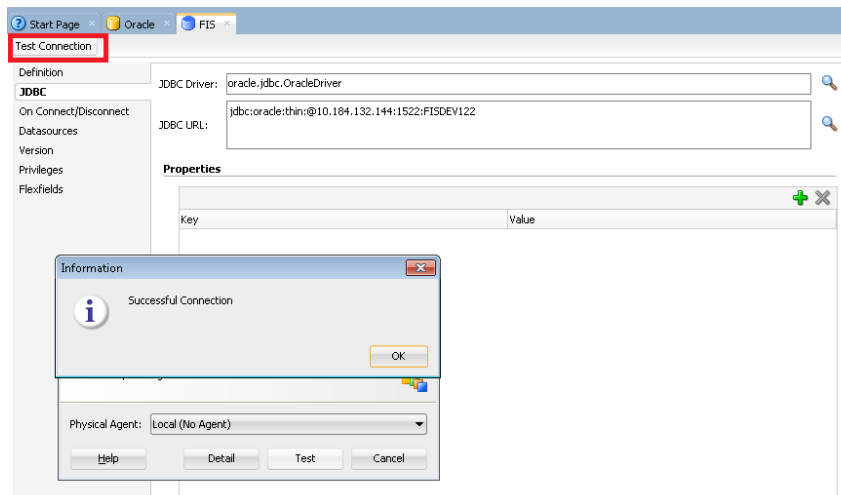 Start Page × Oracle × FIS ×
Test Connection
Definition
JDBC
On Connect/Disconnect
Datasources
Version
Privileges
Flexfields
JDBC Driver: oracle.jdbc.OracleDriver
JDBC URL: jdbc:oracle:thin:@10.184.132.144:1522:FISDEV122
Properties
Key Value
Information
Successful Connection
OK
Physical Agent: Local (No Agent)
Help Detail Test Cancel